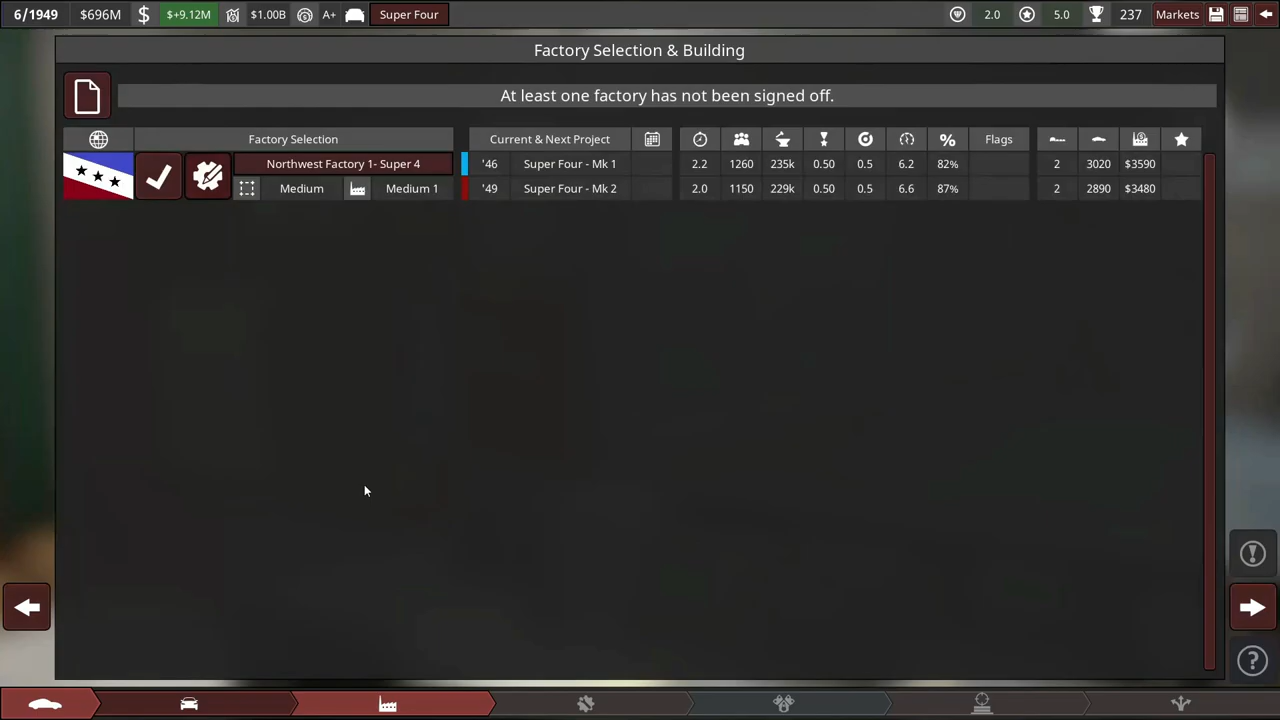 6/1949 $696M $+9.12M $1.00B A+ Super Four 2.0 5.0 237 Markets
Factory Selection & Building
At least one factory has not been signed off.
Factory Selection Current & Next Project % Flags
Northwest Factory 1- Super 4 '46 Super Four - Mk 1 2.2 1260 235k 0.50 0.5 6.2 82% 2 3020 $3590
Medium Medium 1 '49 Super Four - Mk 2 2.0 1150 229k 0.50 0.5 6.6 87% 2 2890 $3480